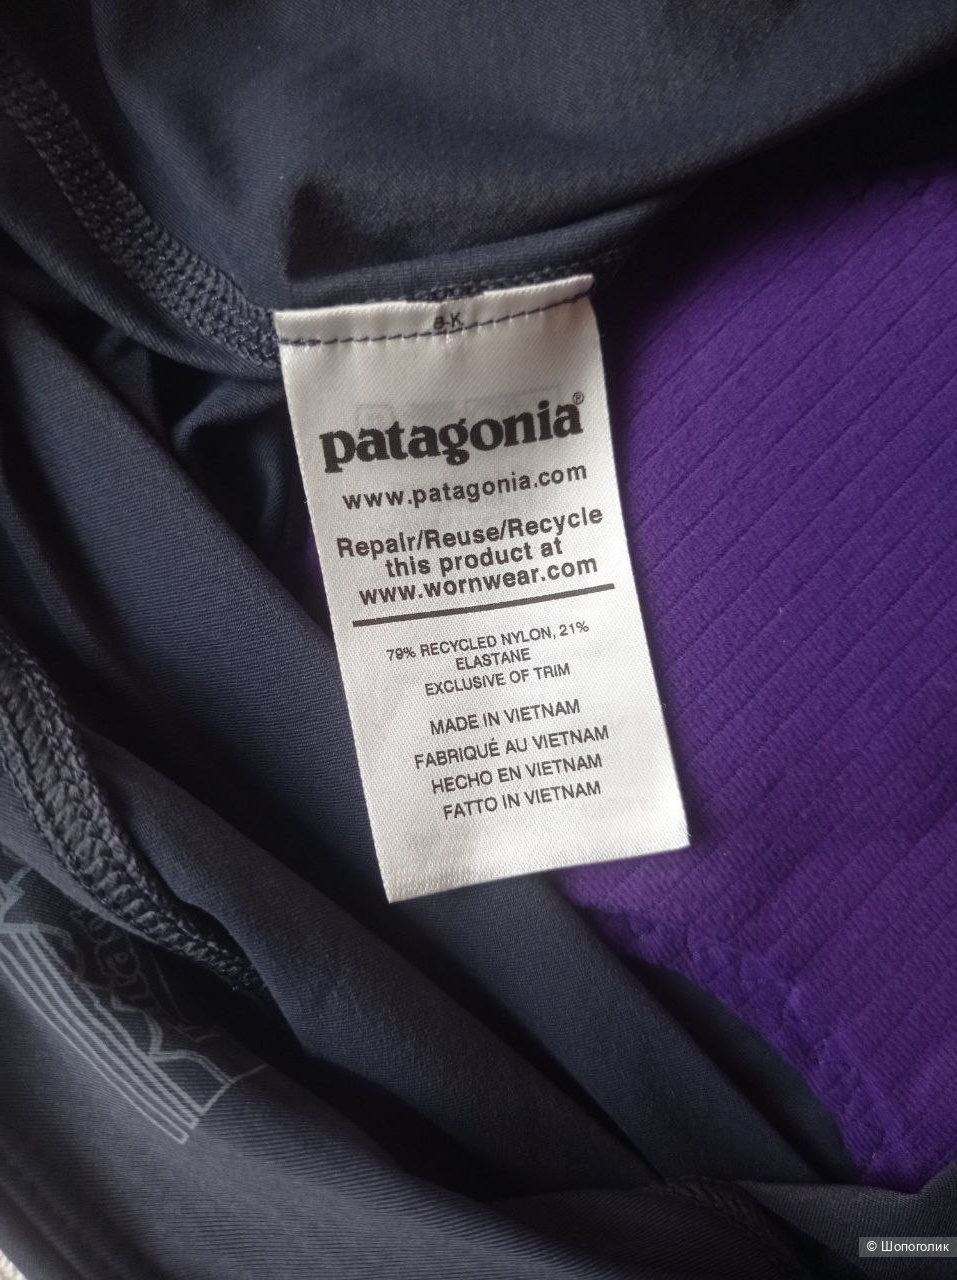 B-K
patagonia®
www.patagonia.com
Repair/Reuse/Recycle
this product at
www.wornwear.com
79% RECYCLED NYLON, 21%
ELASTANE
EXCLUSIVE OF TRIM
MADE IN VIETNAM
FABRIQUÉ AU VIETNAM
HECHO EN VIETNAM
FATTO IN VIETNAM
© Шопоголик